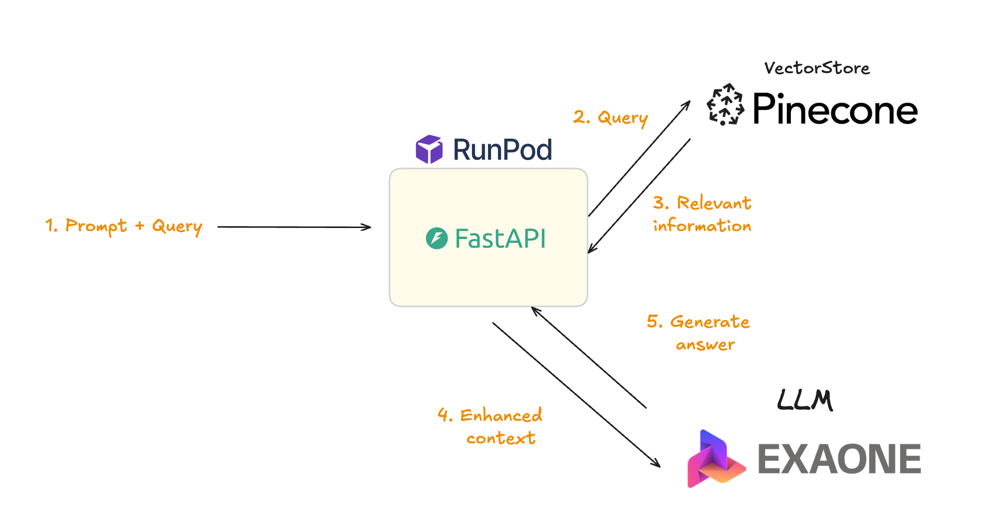 VectorStore
Pinecone
2. Query
RunPod
3. Relevant
information
1. Prompt + Query
FastAPI
5. Generate
answer
LLM
4. Enhanced
context
EXAONE